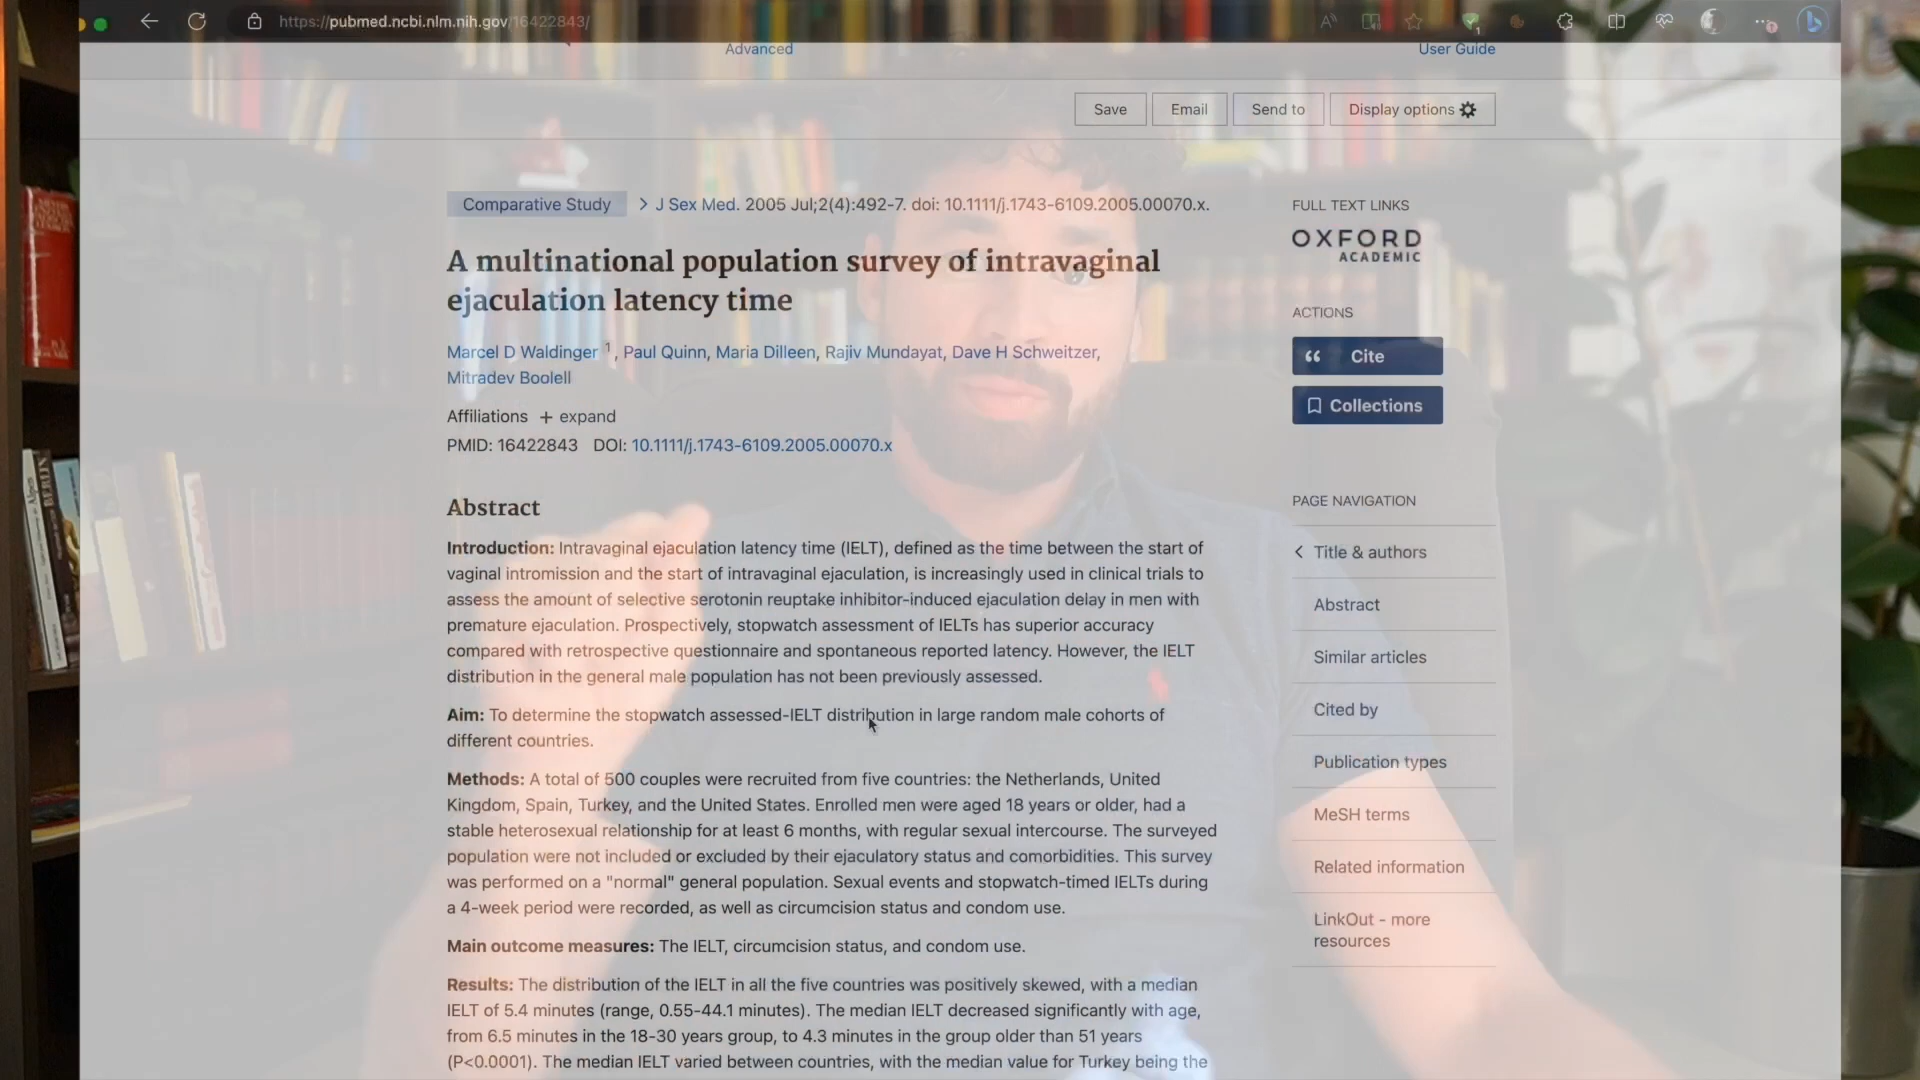 https://pubmed.ncbi.nlm.nih.gov/16422843/
Advanced
User Guide
Save
Email
Send to
Display options
Comparative Study
> J Sex Med. 2005 Jul;2(4):492-7. doi: 10.1111/j.1743-6109.2005.00070.x.
A multinational population survey of intravaginal
ejaculation latency time
Marcel D Waldinger 1, Paul Quinn, Maria Dilleen, Rajiv Mundayat, Dave H Schweitzer,
Mitradev Boolell
Affiliations + expand
PMID: 16422843 DOI: 10.1111/j.1743-6109.2005.00070.x
Abstract
Introduction: Intravaginal ejaculation latency time (IELT), defined as the time between the start of
vaginal intromission and the start of intravaginal ejaculation, is increasingly used in clinical trials to
assess the amount of selective serotonin reuptake inhibitor-induced ejaculation delay in men with
premature ejaculation. Prospectively, stopwatch assessment of IELTs has superior accuracy
compared with retrospective questionnaire and spontaneous reported latency. However, the IELT
distribution in the general male population has not been previously assessed.
Aim: To determine the stopwatch assessed-IELT distribution in large random male cohorts of
different countries.
Methods: A total of 500 couples were recruited from five countries: the Netherlands, United
Kingdom, Spain, Turkey, and the United States. Enrolled men were aged 18 years or older, had a
stable heterosexual relationship for at least 6 months, with regular sexual intercourse. The surveyed
population were not included or excluded by their ejaculatory status and comorbidities. This survey
was performed on a "normal" general population. Sexual events and stopwatch-timed IELTs during
a 4-week period were recorded, as well as circumcision status and condom use.
Main outcome measures: The IELT, circumcision status, and condom use.
Results: The distribution of the IELT in all the five countries was positively skewed, with a median
IELT of 5.4 minutes (range, 0.55-44.1 minutes). The median IELT decreased significantly with age,
from 6.5 minutes in the 18-30 years group, to 4.3 minutes in the group older than 51 years
(P<0.0001). The median IELT varied between countries, with the median value for Turkey being the
FULL TEXT LINKS
OXFORD
ACADEMIC
ACTIONS
Cite
Collections
PAGE NAVIGATION
Title & authors
Abstract
Similar articles
Cited by
Publication types
MeSH terms
Related information
LinkOut - more
resources
BERLIN